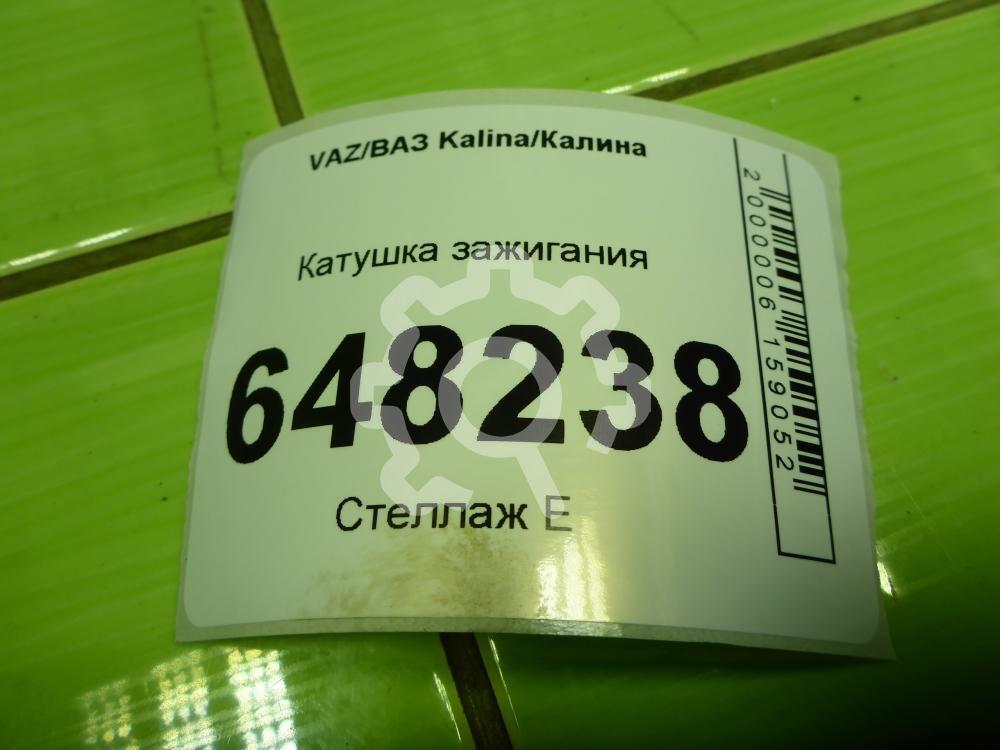 VAZ/ВАЗ Kalina/Калина
Катушка зажигания
648238
Стеллаж Е
2000006159052